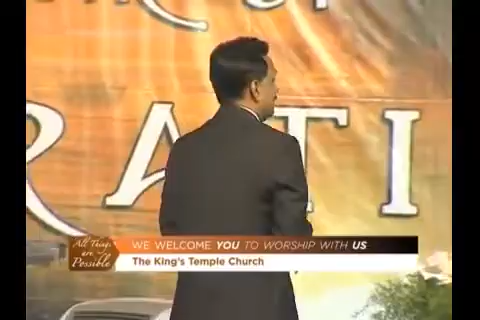 RATI
All Things
are
Possible
WE WELCOME YOU TO WORSHIP WITH US
The King's Temple Church